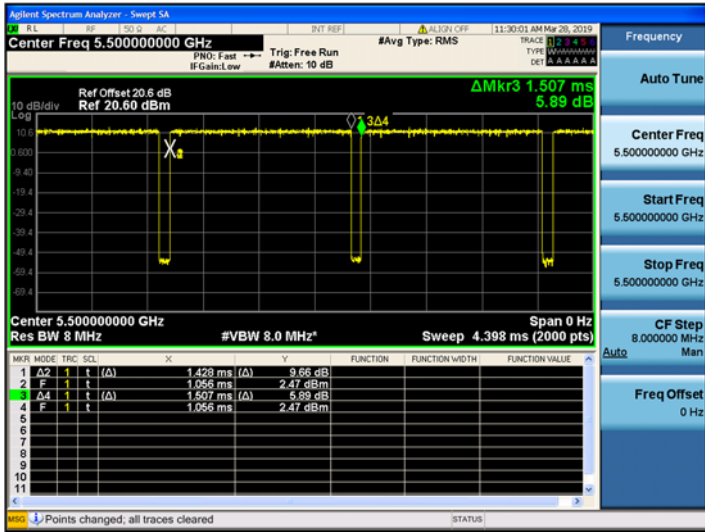 Agilent Spectrum Analyzer - Swept SA
RL RF 50 Ω AC INT REF ALIGN OFF 11:30:01 AM Mar 28, 2019
Center Freq 5.500000000 GHz
PNO: Fast
IFGain:Low
Trig: Free Run
#Atten: 10 dB
#Avg Type: RMS
TRACE 1 2 3 4 5 6
TYPE
DET A A A A A A
Ref Offset 20.6 dB
10 dB/div Ref 20.60 dBm
Log
ΔMkr3 1.507 ms
5.89 dB
3Δ4
10.6
0.600
-9.40
-19.4
-29.4
-39.4
-49.4
-59.4
-69.4
Center 5.500000000 GHz Span 0 Hz
Res BW 8 MHz #VBW 8.0 MHz* Sweep 4.398 ms (2000 pts)
MKR MODE TRC SCL X Y FUNCTION FUNCTION WIDTH FUNCTION VALUE
1 Δ2 1 t (Δ) 1.428 ms (Δ) 9.66 dB
2 F 1 t 1.056 ms 2.47 dBm
3 Δ4 1 t (Δ) 1.507 ms (Δ) 5.89 dB
4 F 1 t 1.056 ms 2.47 dBm
5
6
7
8
9
10
11
MSG Points changed; all traces cleared STATUS
Frequency
Auto Tune
Center Freq
5.500000000 GHz
Start Freq
5.500000000 GHz
Stop Freq
5.500000000 GHz
CF Step
8.000000 MHz
Auto Man
Freq Offset
0 Hz